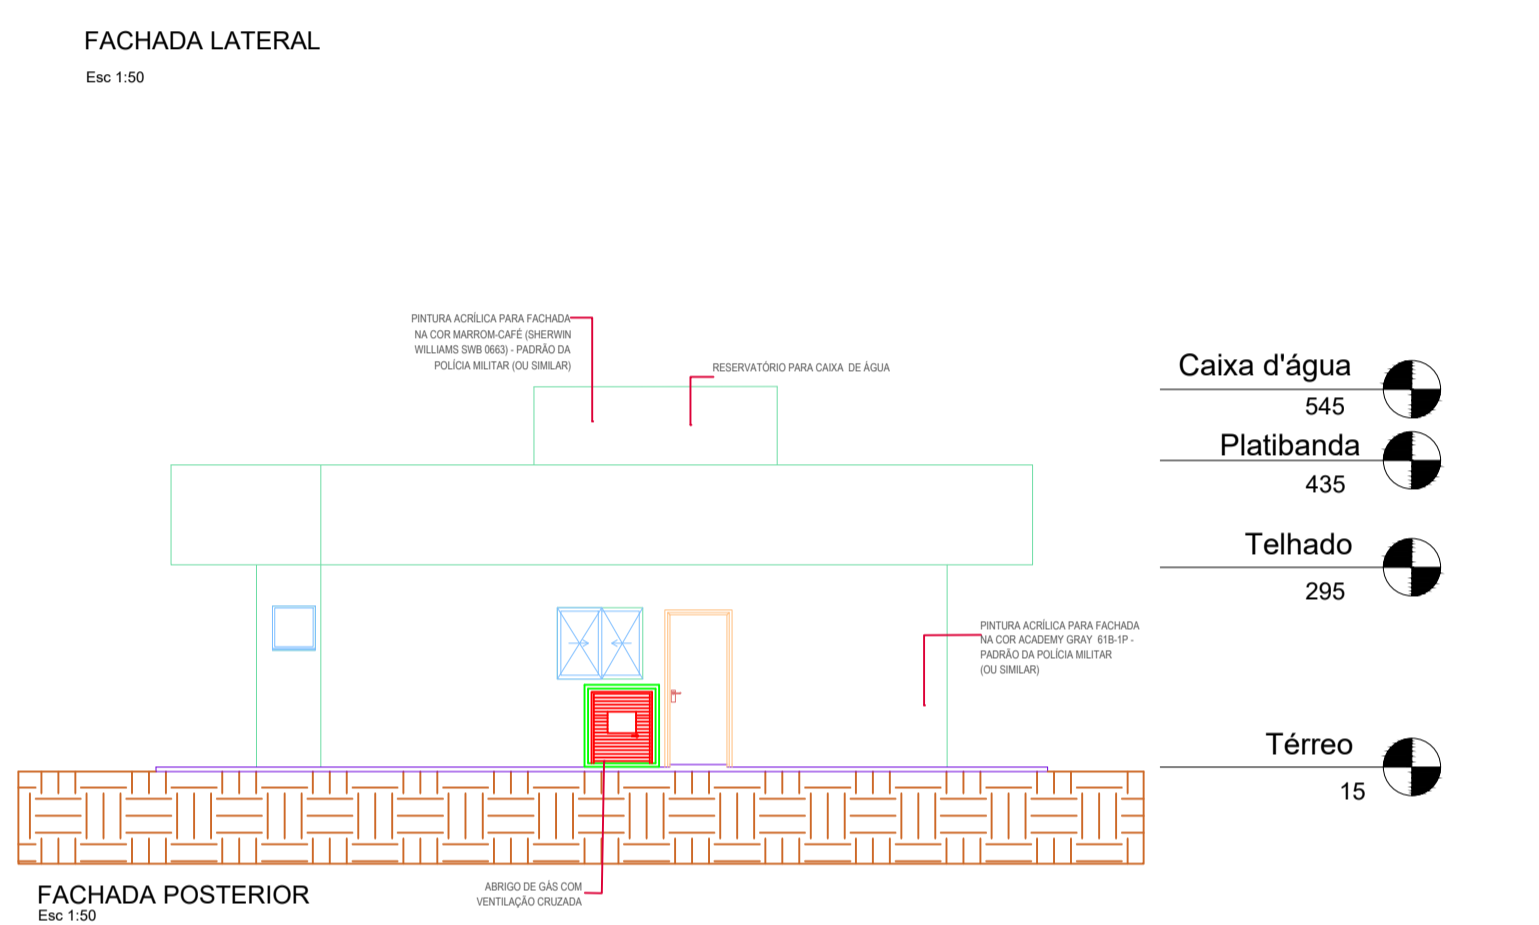 FACHADA LATERAL
Esc 1:50
PINTURA ACRÍLICA PARA FACHADA
NA COR MARROM-CAFÉ (SHERWIN
WILLIAMS SWB 0663) - PADRÃO DA
POLÍCIA MILITAR (OU SIMILAR)
RESERVATÓRIO PARA CAIXA DE ÁGUA
Caixa d'água
545
Platibanda
435
Telhado
295
PINTURA ACRÍLICA PARA FACHADA
NA COR ACADEMY GRAY 61B-1P -
PADRÃO DA POLÍCIA MILITAR
(OU SIMILAR)
Térreo
15
ABRIGO DE GÁS COM
VENTILAÇÃO CRUZADA
FACHADA POSTERIOR
Esc 1:50